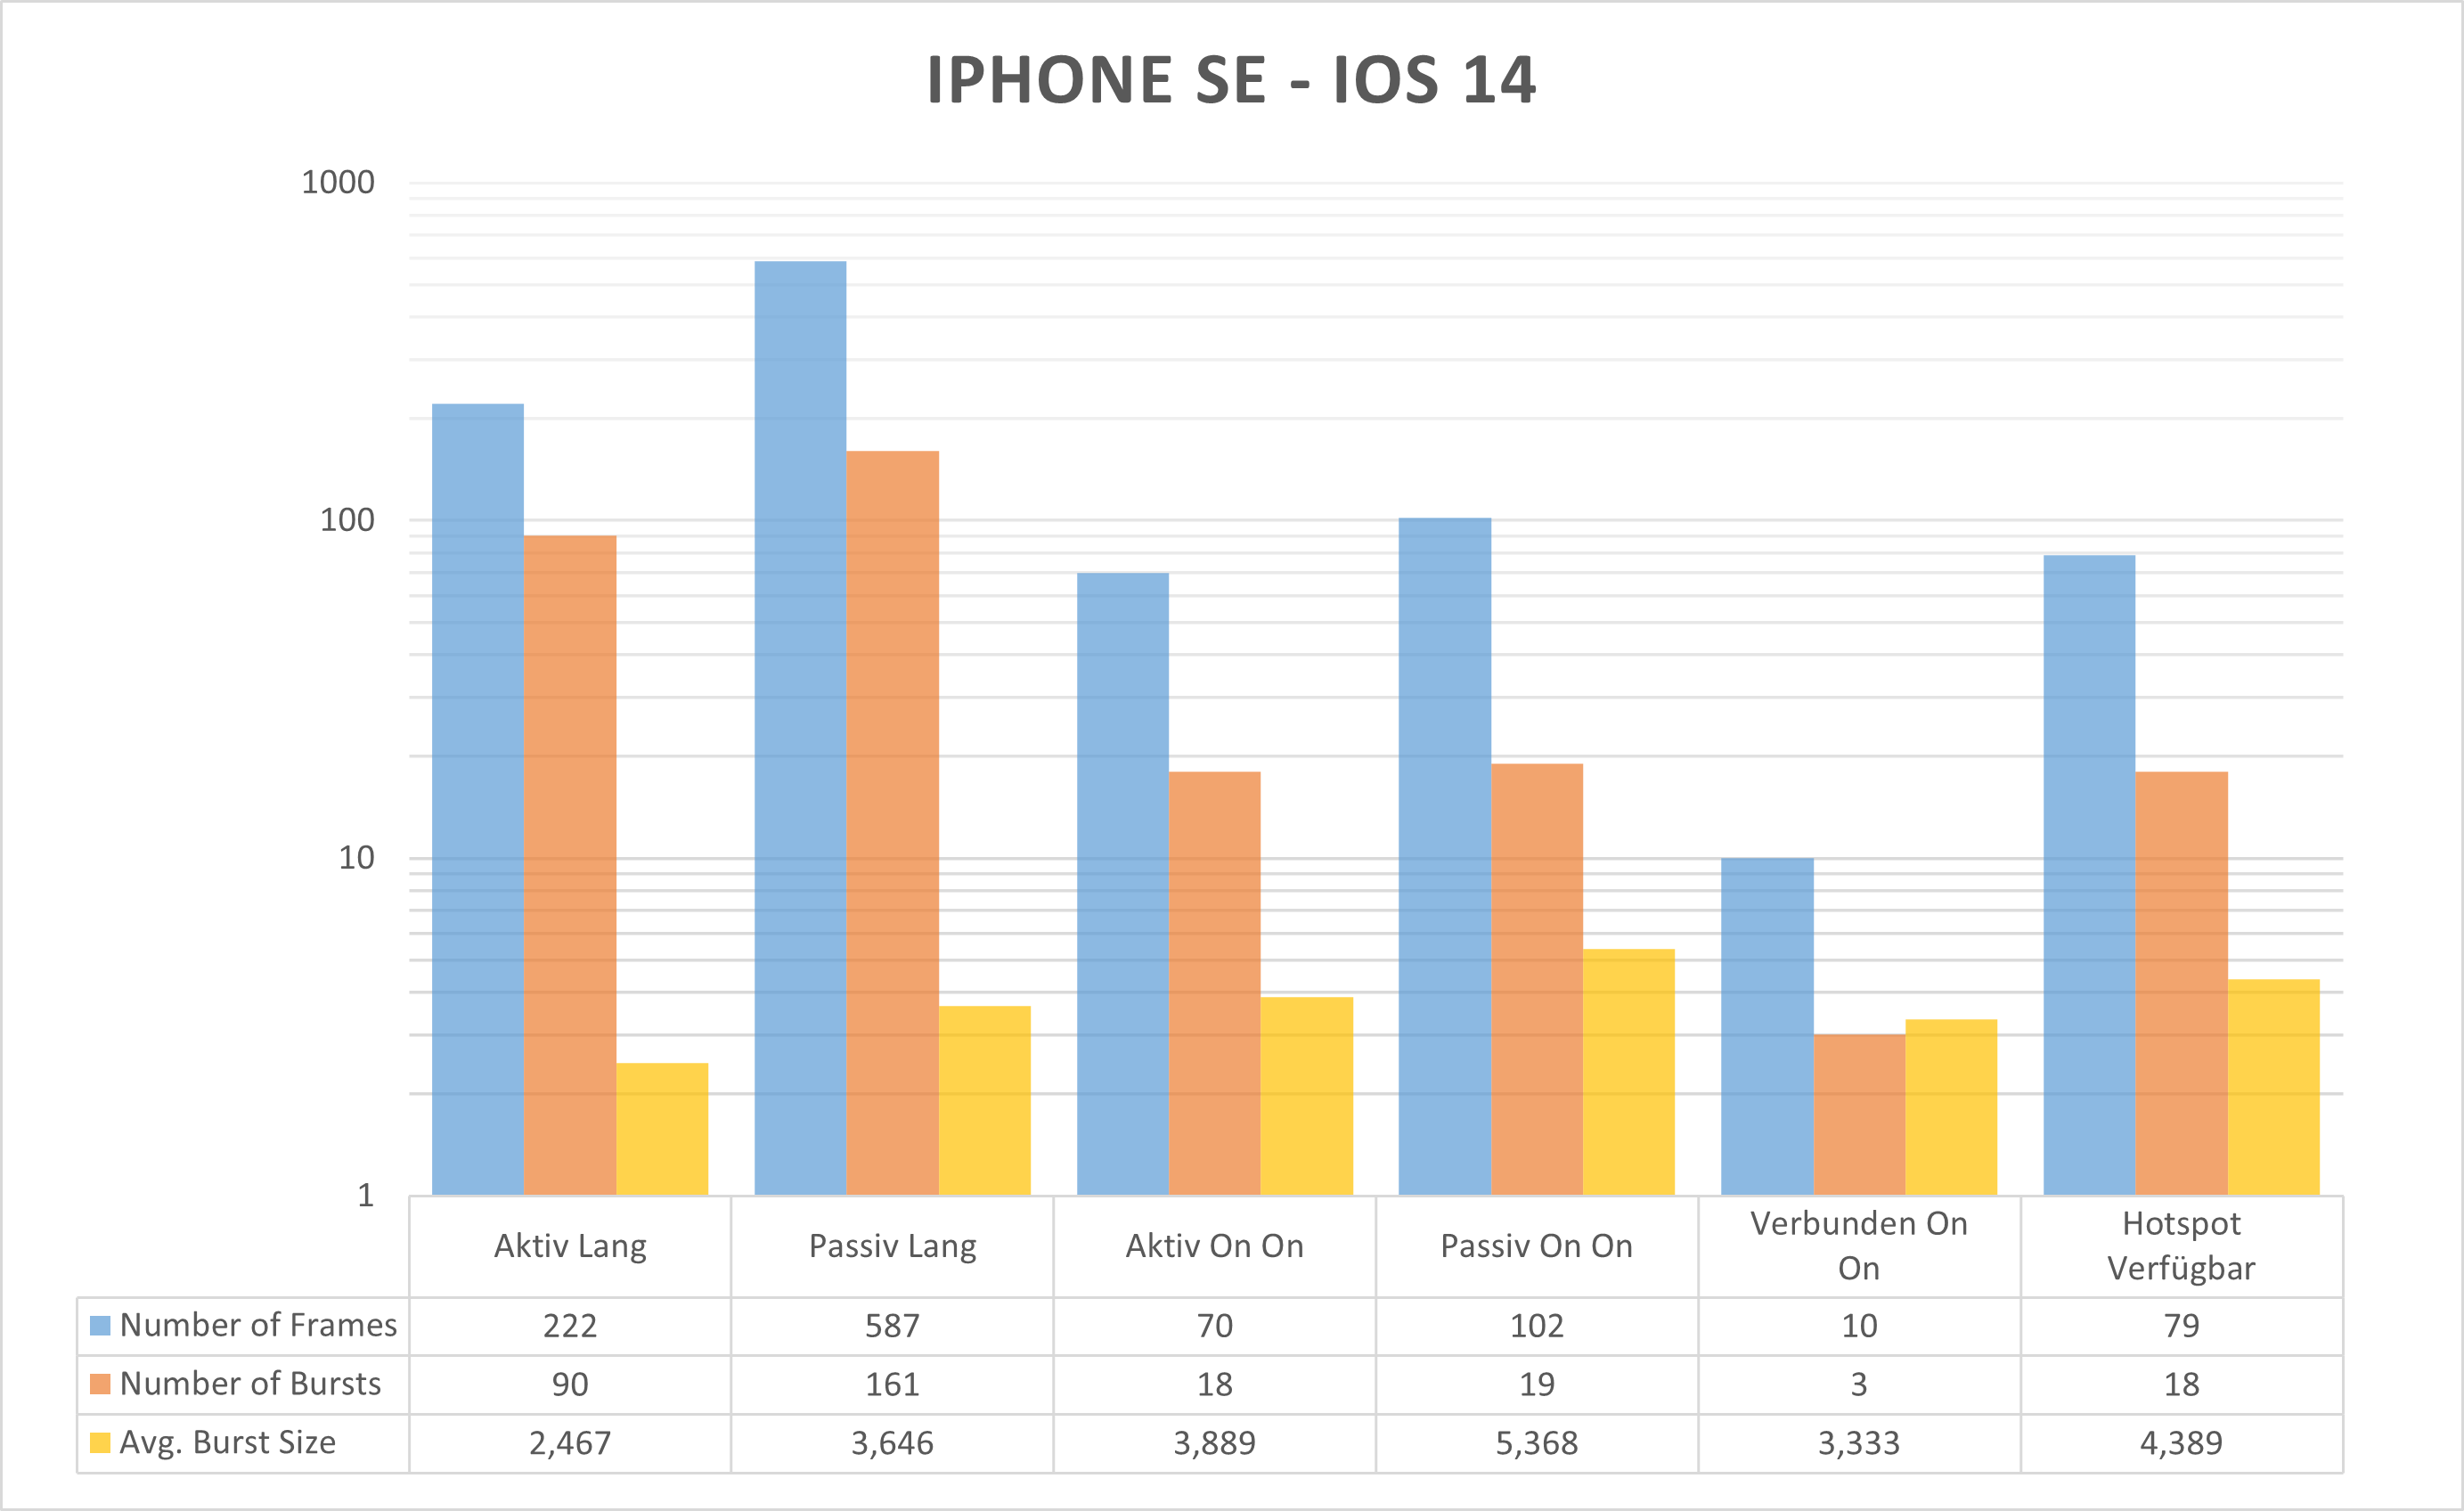 IPHONE SE - IOS 14
1000
100
10
1
Aktiv Lang
Passiv Lang
Aktiv On On
Passiv On On
Verbunden On
On
Hotspot
Verfügbar
Number of Frames 222 587 70 102 10 79
Number of Bursts 90 161 18 19 3 18
Avg. Burst Size 2,467 3,646 3,889 5,368 3,333 4,389